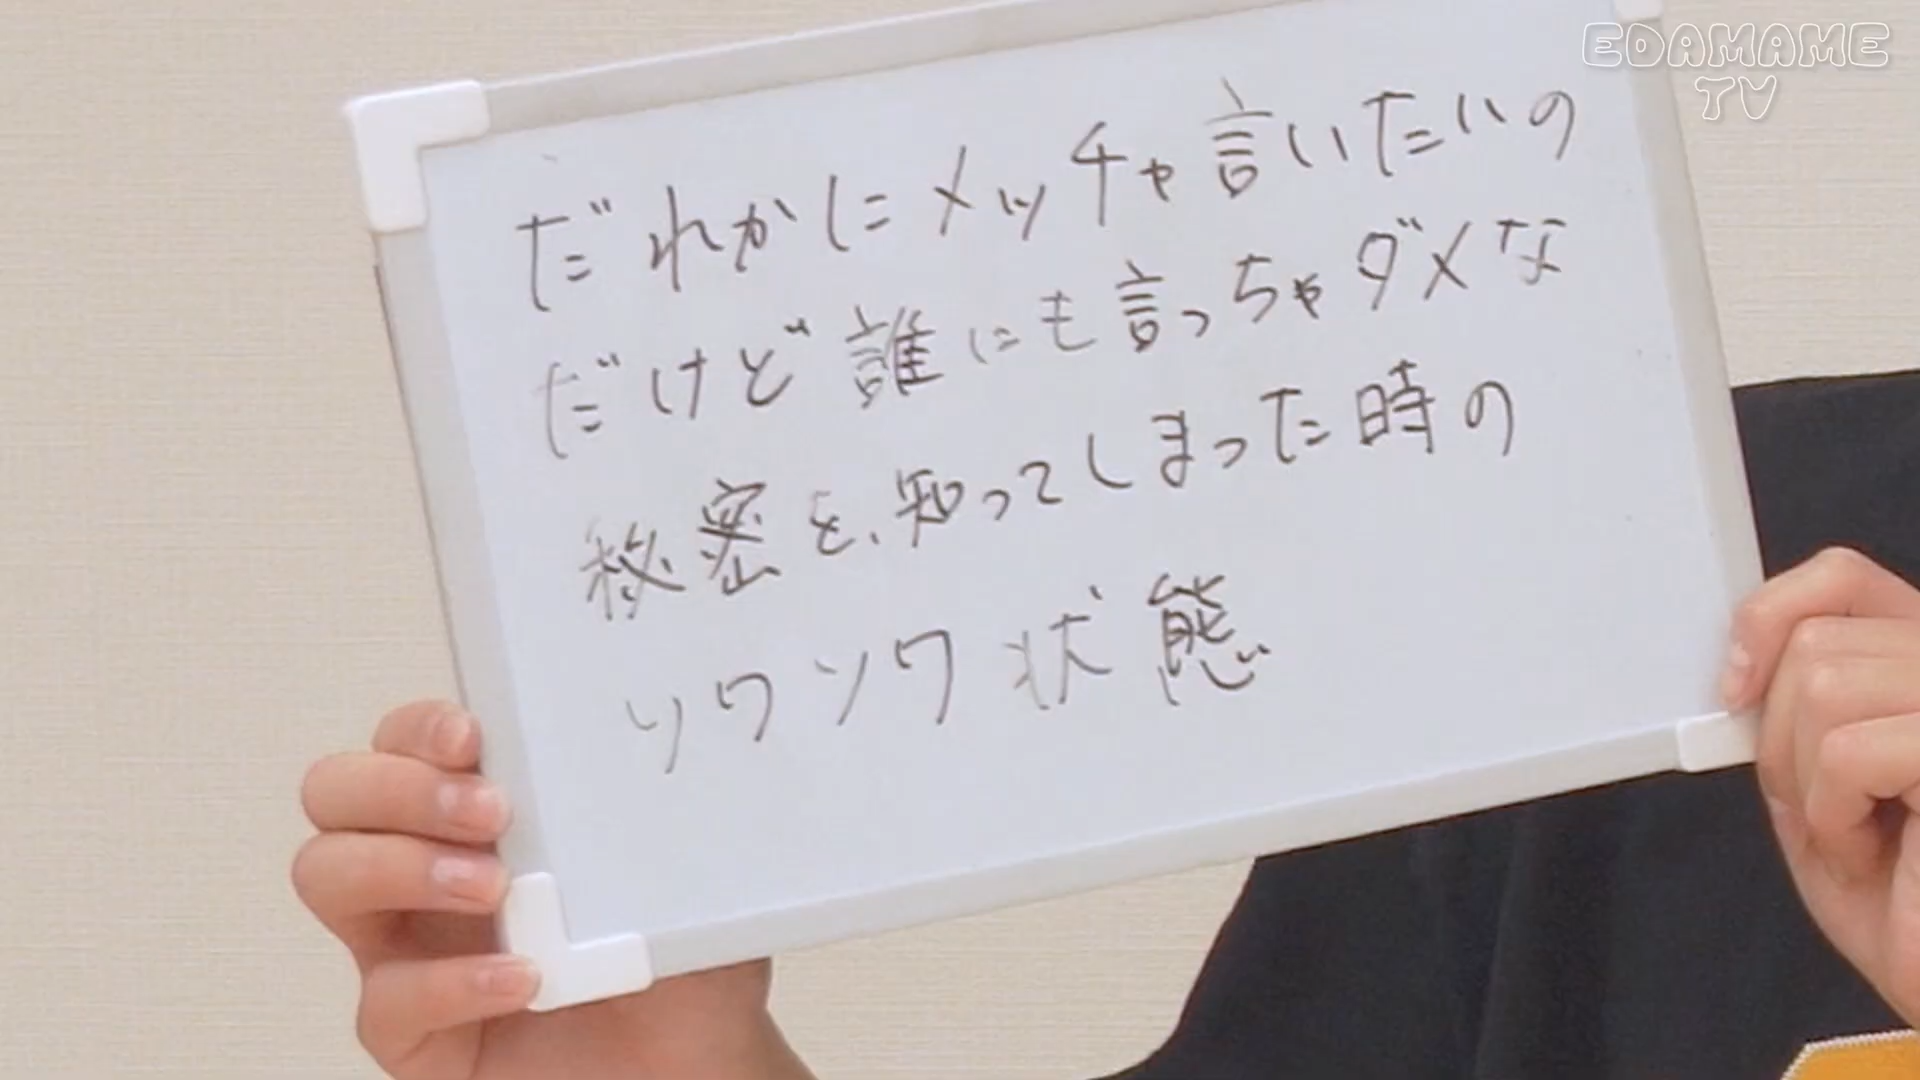 EDAMAME
TV
だれかにメッチャ言いたいの
だけど誰にも言っちゃダメな
秘密を、知ってしまった時の
ソワソワ状態